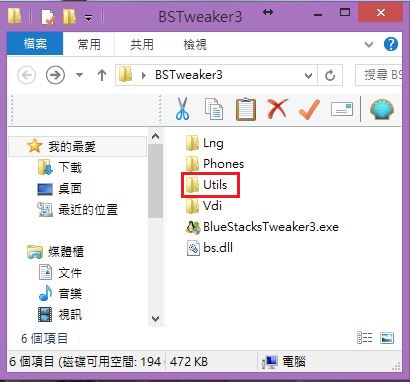 BSTweaker3
檔案 常用 共用 檢視
BSTweaker3
搜尋 BS
我的最愛
下載
桌面
最近的位置
媒體櫃
文件
音樂
視訊
Lng
Phones
Utils
Vdi
BlueStacksTweaker3.exe
bs.dll
6 個項目
6 個項目 (磁碟可用空間: 194 472 KB 電腦